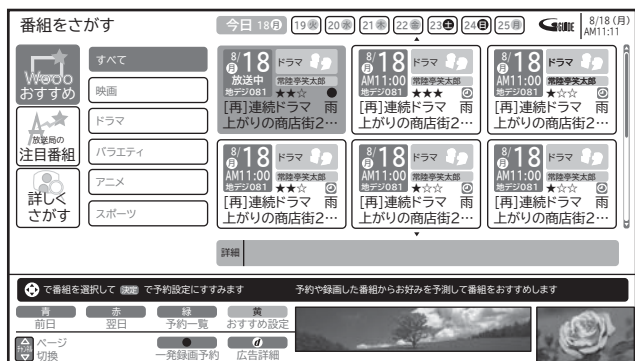 番組をさがす
今日 18月 19火 20水 21木 22金 23土 24日 25月 GGUIDE 8/18(月) AM11:11
Wooo
おすすめ
放送局の
注目番組
詳しく
さがす
すべて
映画
ドラマ
バラエティ
アニメ
スポーツ
8/18 月 ドラマ
放送中 常陸亭笑太郎
地デジ081 ★★☆ ●
[再]連続ドラマ 雨
上がりの商店街2…
8/18 月 ドラマ
AM11:00 常陸亭笑太郎
地デジ081 ★★★
[再]連続ドラマ 雨
上がりの商店街2…
8/18 月 ドラマ
AM11:00 常陸亭笑太郎
地デジ081 ★☆☆
[再]連続ドラマ 雨
上がりの商店街2…
8/18 月 ドラマ
AM11:00 常陸亭笑太郎
地デジ081 ★★☆
[再]連続ドラマ 雨
上がりの商店街2…
8/18 月 ドラマ
AM11:00 常陸亭笑太郎
地デジ081 ★☆☆
[再]連続ドラマ 雨
上がりの商店街2…
8/18 月 ドラマ
AM11:00 常陸亭笑太郎
地デジ081 ★☆☆
[再]連続ドラマ 雨
上がりの商店街2…
詳細
で番組を選択して 決定 で予約設定にすすみます 予約や録画した番組からお好みを予測して番組をおすすめします
青 赤 緑 黄
前日 翌日 予約一覧 おすすめ設定
チャンネル ページ
切換
● d
一発録画予約 広告詳細